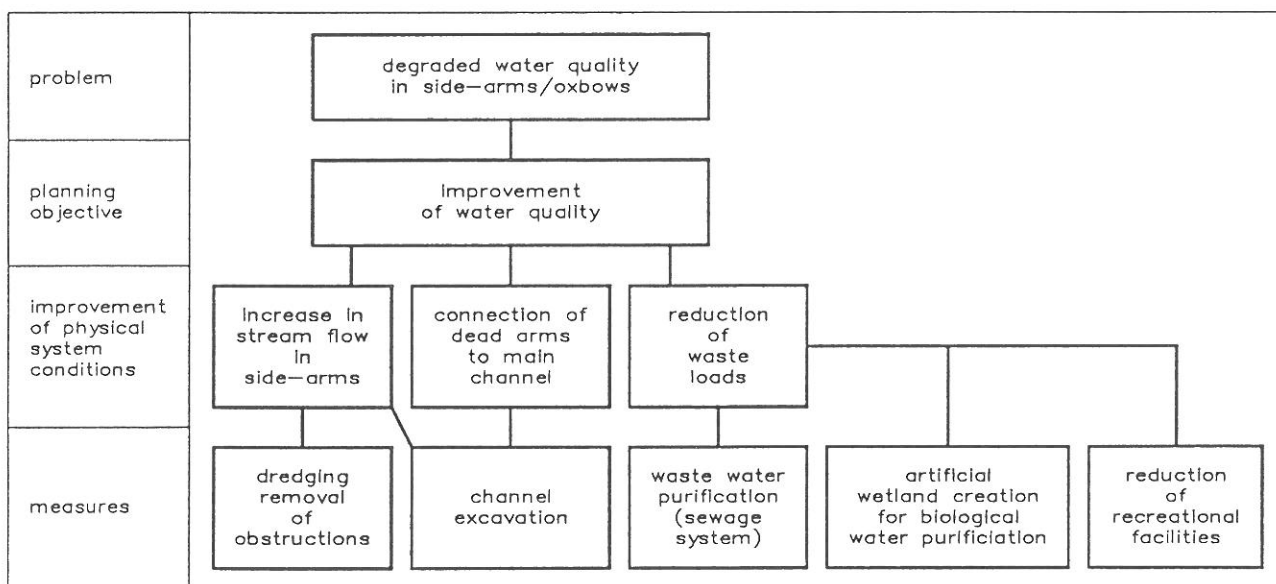 problem
degraded water quality
in side-arms/oxbows
planning
objective
improvement
of water quality
improvement
of physical
system
conditions
increase in
stream flow
in
side-arms
connection of
dead arms
to main
channel
reduction
of
waste
loads
measures
dredging
removal
of
obstructions
channel
excavation
waste water
purification
(sewage
system)
artificial
wetland creation
for biological
water purificiation
reduction
of
recreational
facilities